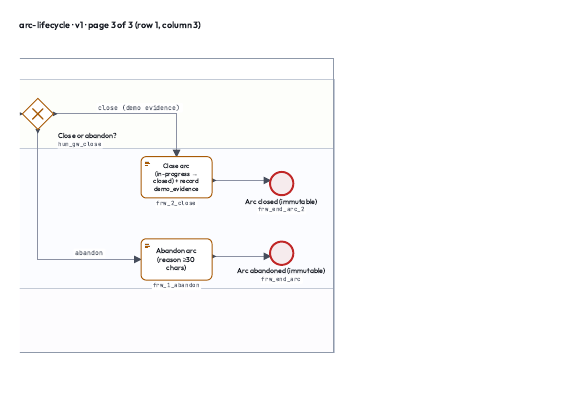 arc-lifecycle · v1 · page 3 of 3 (row 1, column 3)
close (demo evidence)
Close or abandon?
hum_gw_close
Close arc
(in-progress →
closed) + record
demo_evidence
frm_2_close
Arc closed (immutable)
frm_end_arc_2
abandon
Abandon arc
(reason ≥30
chars)
frm_1_abandon
Arc abandoned (immutable)
frm_end_arc